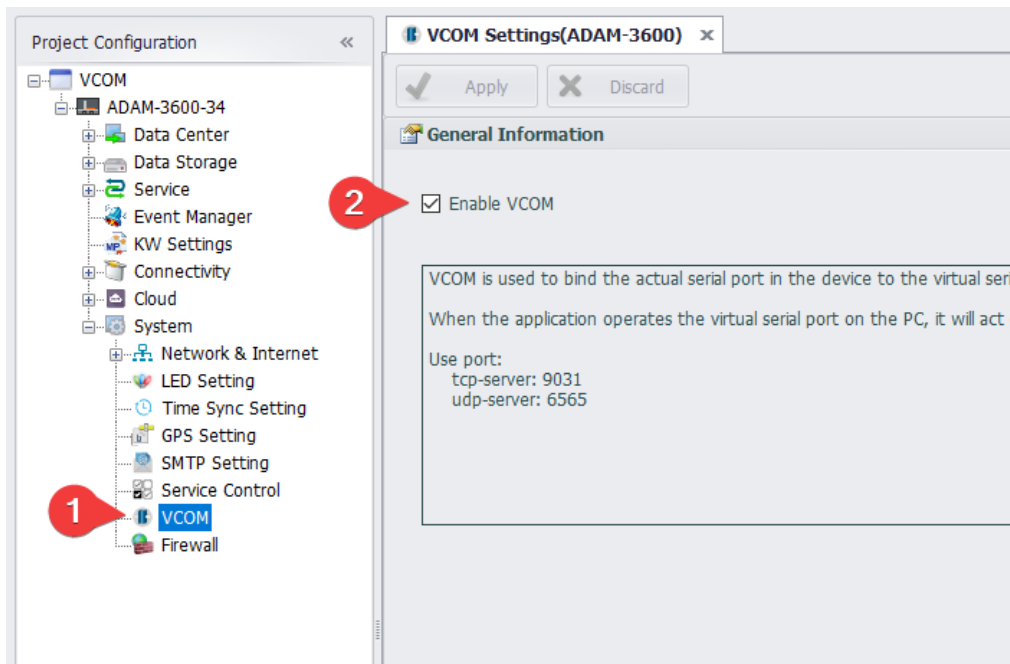 Project Configuration
VCOM
ADAM-3600-34
Data Center
Data Storage
Service
Event Manager
KW Settings
Connectivity
Cloud
System
Network & Internet
LED Setting
Time Sync Setting
GPS Setting
SMTP Setting
Service Control
1
VCOM
Firewall
VCOM Settings(ADAM-3600)
Apply
Discard
General Information
2
Enable VCOM
VCOM is used to bind the actual serial port in the device to the virtual seri
When the application operates the virtual serial port on the PC, it will act
Use port:
tcp-server: 9031
udp-server: 6565